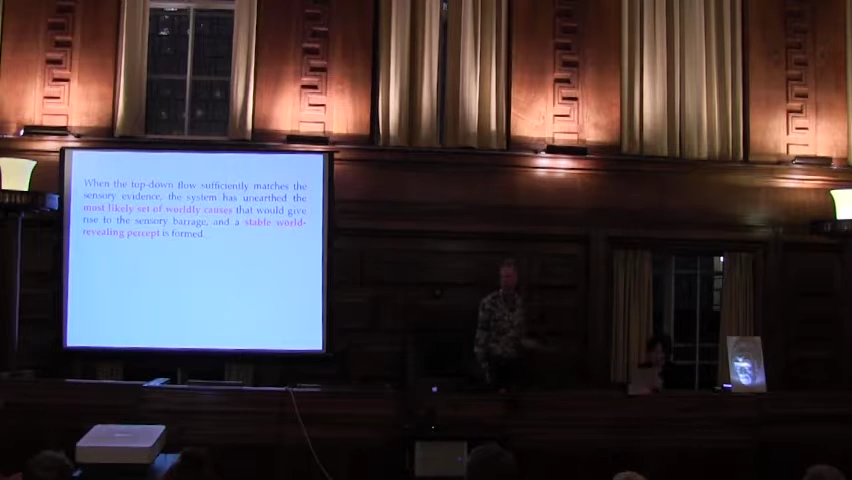 When the top-down flow sufficiently matches the
sensory evidence, the system has unearthed the
most likely set of worldly causes that would give
rise to the sensory barrage, and a stable world-
revealing percept is formed.